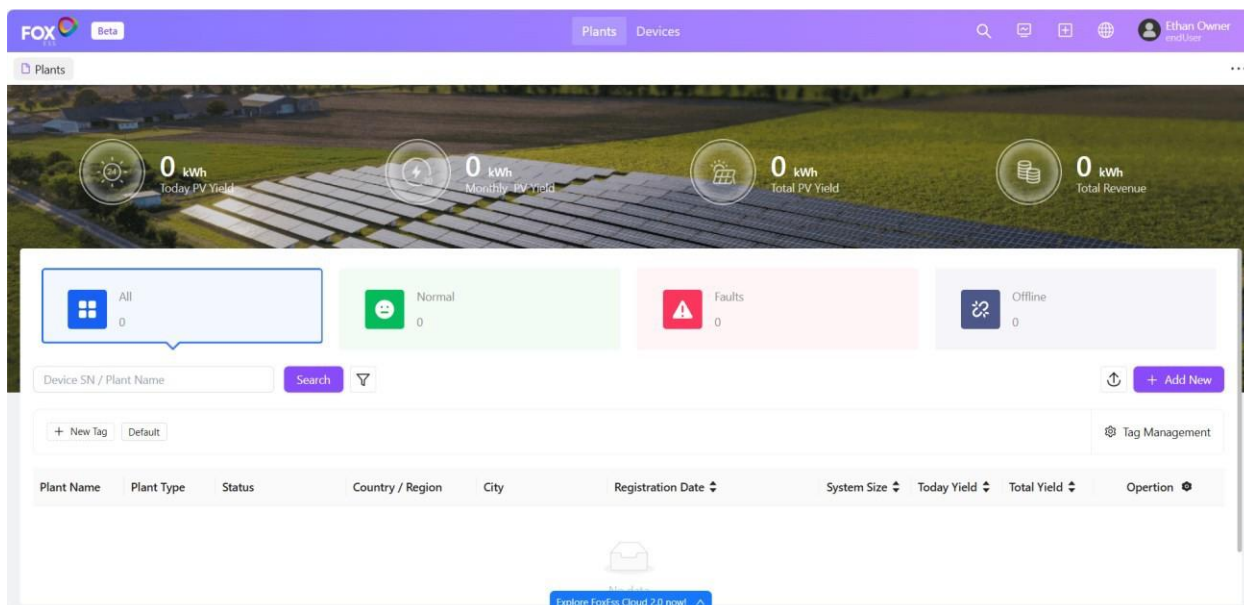 FOX
ESS
Beta
Plants
Devices
Ethan Owner
endUser
Plants
24
0 kWh
Today PV Yield
0 kWh
Monthly PV Yield
0 kWh
Total PV Yield
0 kWh
Total Revenue
All
0
Normal
0
Faults
0
Offline
0
Device SN / Plant Name
Search
+ Add New
+ New Tag
Default
Tag Management
Plant Name
Plant Type
Status
Country / Region
City
Registration Date
System Size
Today Yield
Total Yield
Opertion
No data
Explore FoxEss Cloud 2.0 now!